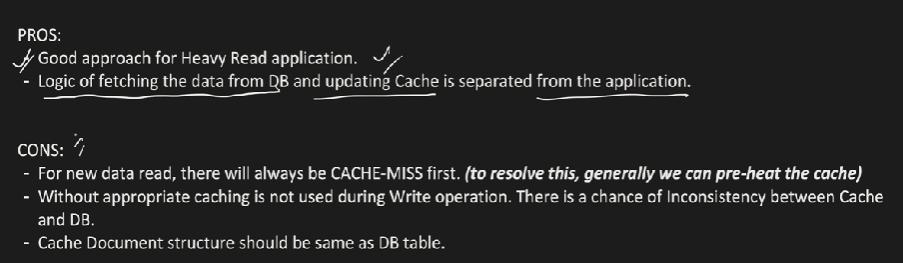 PROS:
Good approach for Heavy Read application.
- Logic of fetching the data from DB and updating Cache is separated from the application.
CONS:
- For new data read, there will always be CACHE-MISS first. (to resolve this, generally we can pre-heat the cache)
- Without appropriate caching is not used during Write operation. There is a chance of Inconsistency between Cache
and DB.
- Cache Document structure should be same as DB table.